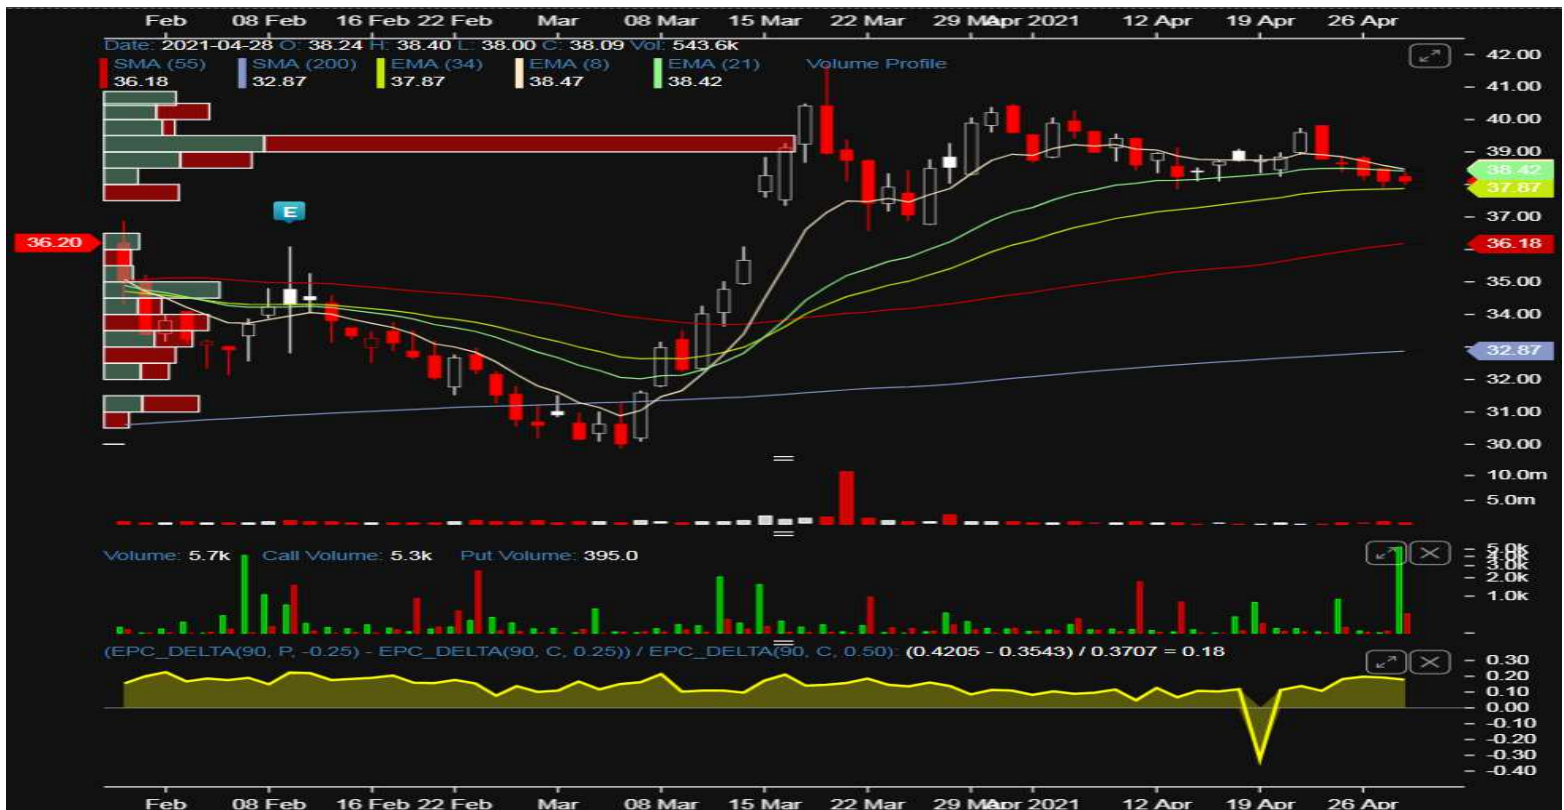 Feb 08 Feb 16 Feb 22 Feb Mar 08 Mar 15 Mar 22 Mar 29 Mar Apr 2021 12 Apr 19 Apr 26 Apr
Date: 2021-04-28 O: 38.24 H: 38.40 L: 38.00 C: 38.09 Vol: 543.6k
SMA (55) SMA (200) EMA (34) EMA (8) EMA (21) Volume Profile
36.18 32.87 37.87 38.47 38.42
42.00
41.00
40.00
39.00
38.42
37.87
E
37.00
36.20
36.18
35.00
34.00
32.87
32.00
31.00
30.00
10.0m
5.0m
Volume: 5.7k Call Volume: 5.3k Put Volume: 395.0
5.0k
4.0k
3.0k
2.0k
1.0k
(EPC_DELTA(90, P, -0.25) - EPC_DELTA(90, C, 0.25)) / EPC_DELTA(90, C, 0.50): (0.4205 - 0.3543) / 0.3707 = 0.18
0.30
0.20
0.10
0.00
-0.10
-0.20
-0.30
-0.40
Feb 08 Feb 16 Feb 22 Feb Mar 08 Mar 15 Mar 22 Mar 29 Mar Apr 2021 12 Apr 19 Apr 26 Apr